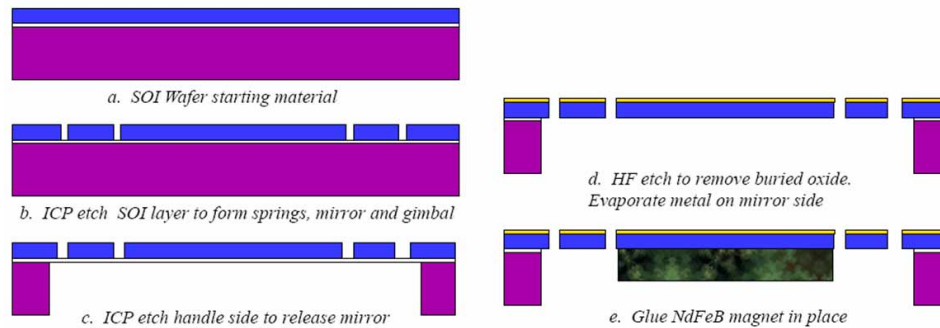 a. SOI Wafer starting material
b. ICP etch SOI layer to form springs, mirror and gimbal
c. ICP etch handle side to release mirror
d. HF etch to remove buried oxide.
Evaporate metal on mirror side
e. Glue NdFeB magnet in place